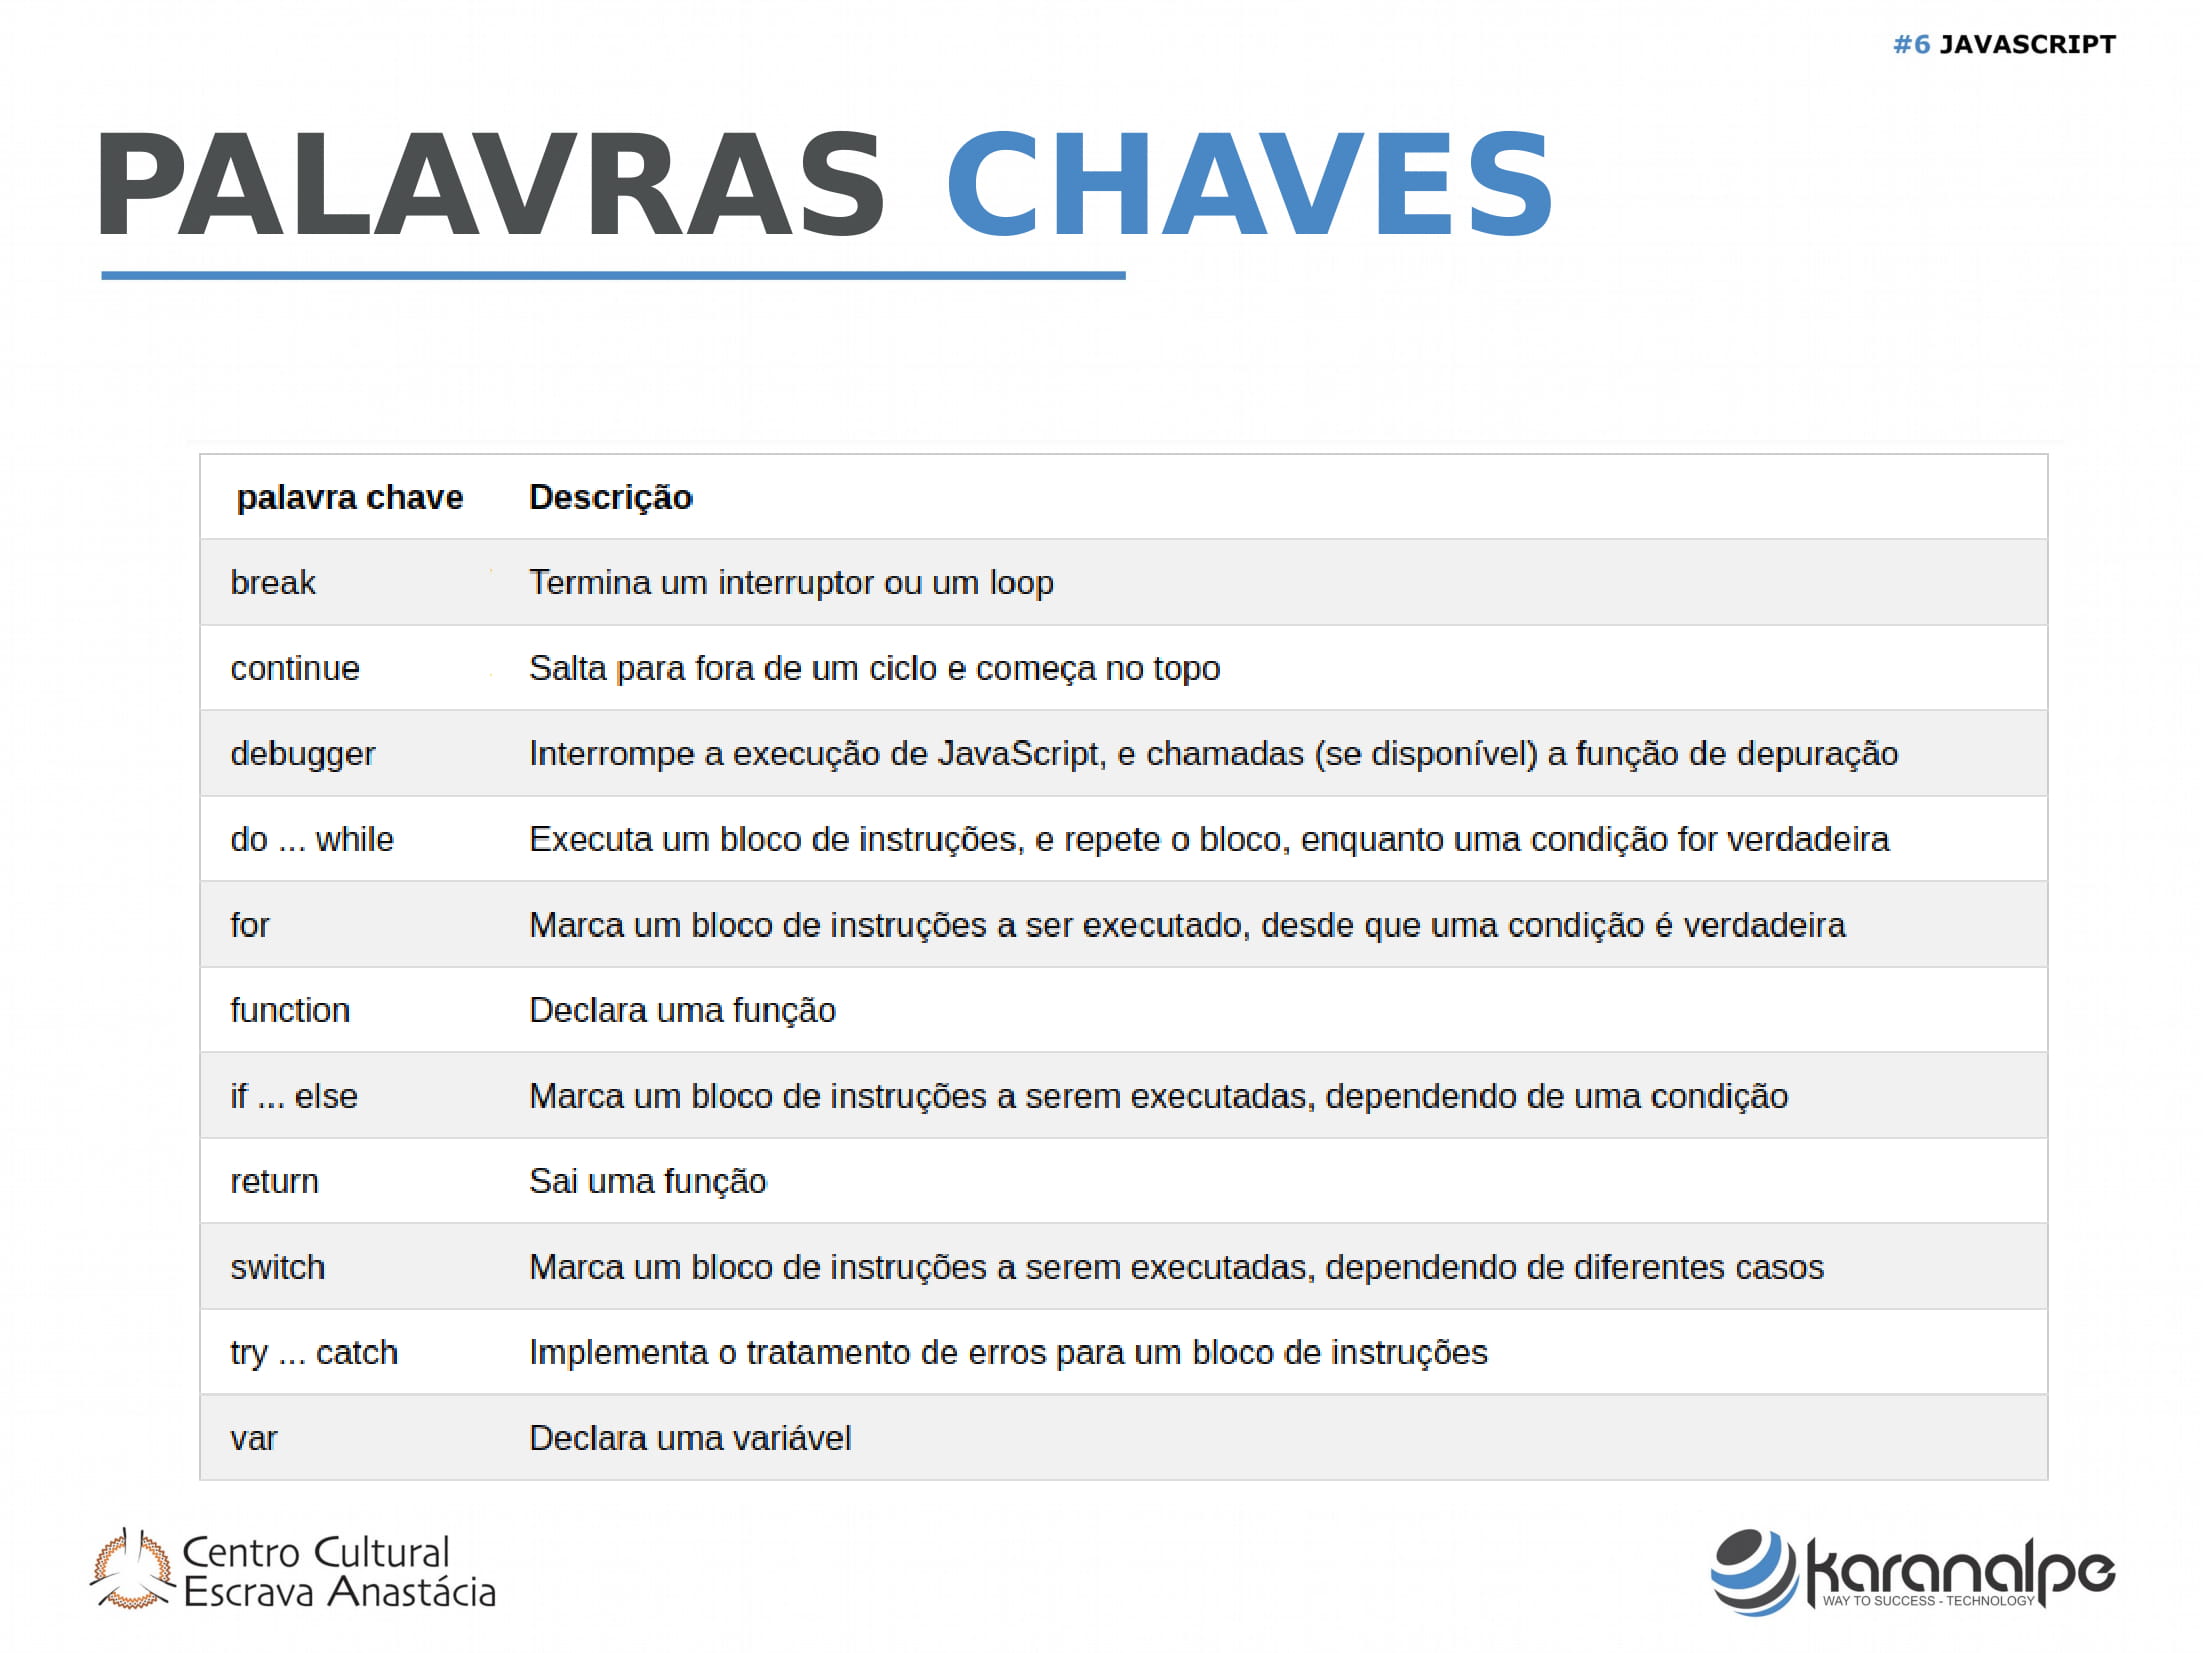 #6 JAVASCRIPT
PALAVRAS CHAVES
palavra chave Descrição
break Termina um interruptor ou um loop
continue Salta para fora de um ciclo e começa no topo
debugger Interrompe a execução de JavaScript, e chamadas (se disponível) a função de depuração
do ... while Executa um bloco de instruções, e repete o bloco, enquanto uma condição for verdadeira
for Marca um bloco de instruções a ser executado, desde que uma condição é verdadeira
function Declara uma função
if ... else Marca um bloco de instruções a serem executadas, dependendo de uma condição
return Sai uma função
switch Marca um bloco de instruções a serem executadas, dependendo de diferentes casos
try ... catch Implementa o tratamento de erros para um bloco de instruções
var Declara uma variável
Centro Cultural
Escrava Anastácia
karanalpe
WAY TO SUCCESS - TECHNOLOGY